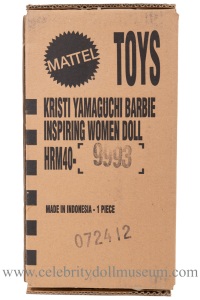 MATTEL
TOYS
KRISTI YAMAGUCHI BARBIE
INSPIRING WOMEN DOLL
HRM40- 9993
MADE IN INDONESIA - 1 PIECE
072412
www.celebritydollmuseum.com